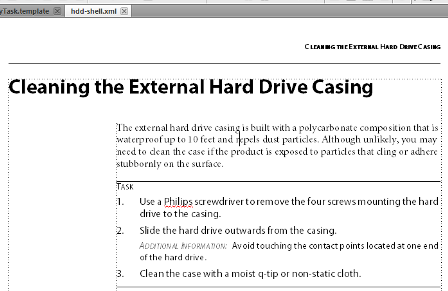 yTask.template
hdd-shell.xml
CLEANING THE EXTERNAL HARD DRIVE CASING
Cleaning the External Hard Drive Casing
The external hard drive casing is built with a polycarbonate composition that is
waterproof up to 10 feet and repels dust particles. Although unlikely, you may
need to clean the case if the product is exposed to particles that cling or adhere
stubbornly on the surface.
TASK
1. Use a Philips screwdriver to remove the four screws mounting the hard
drive to the casing.
2. Slide the hard drive outwards from the casing.
ADDITIONAL INFORMATION: Avoid touching the contact points located at one end
of the hard drive.
3. Clean the case with a moist q-tip or non-static cloth.